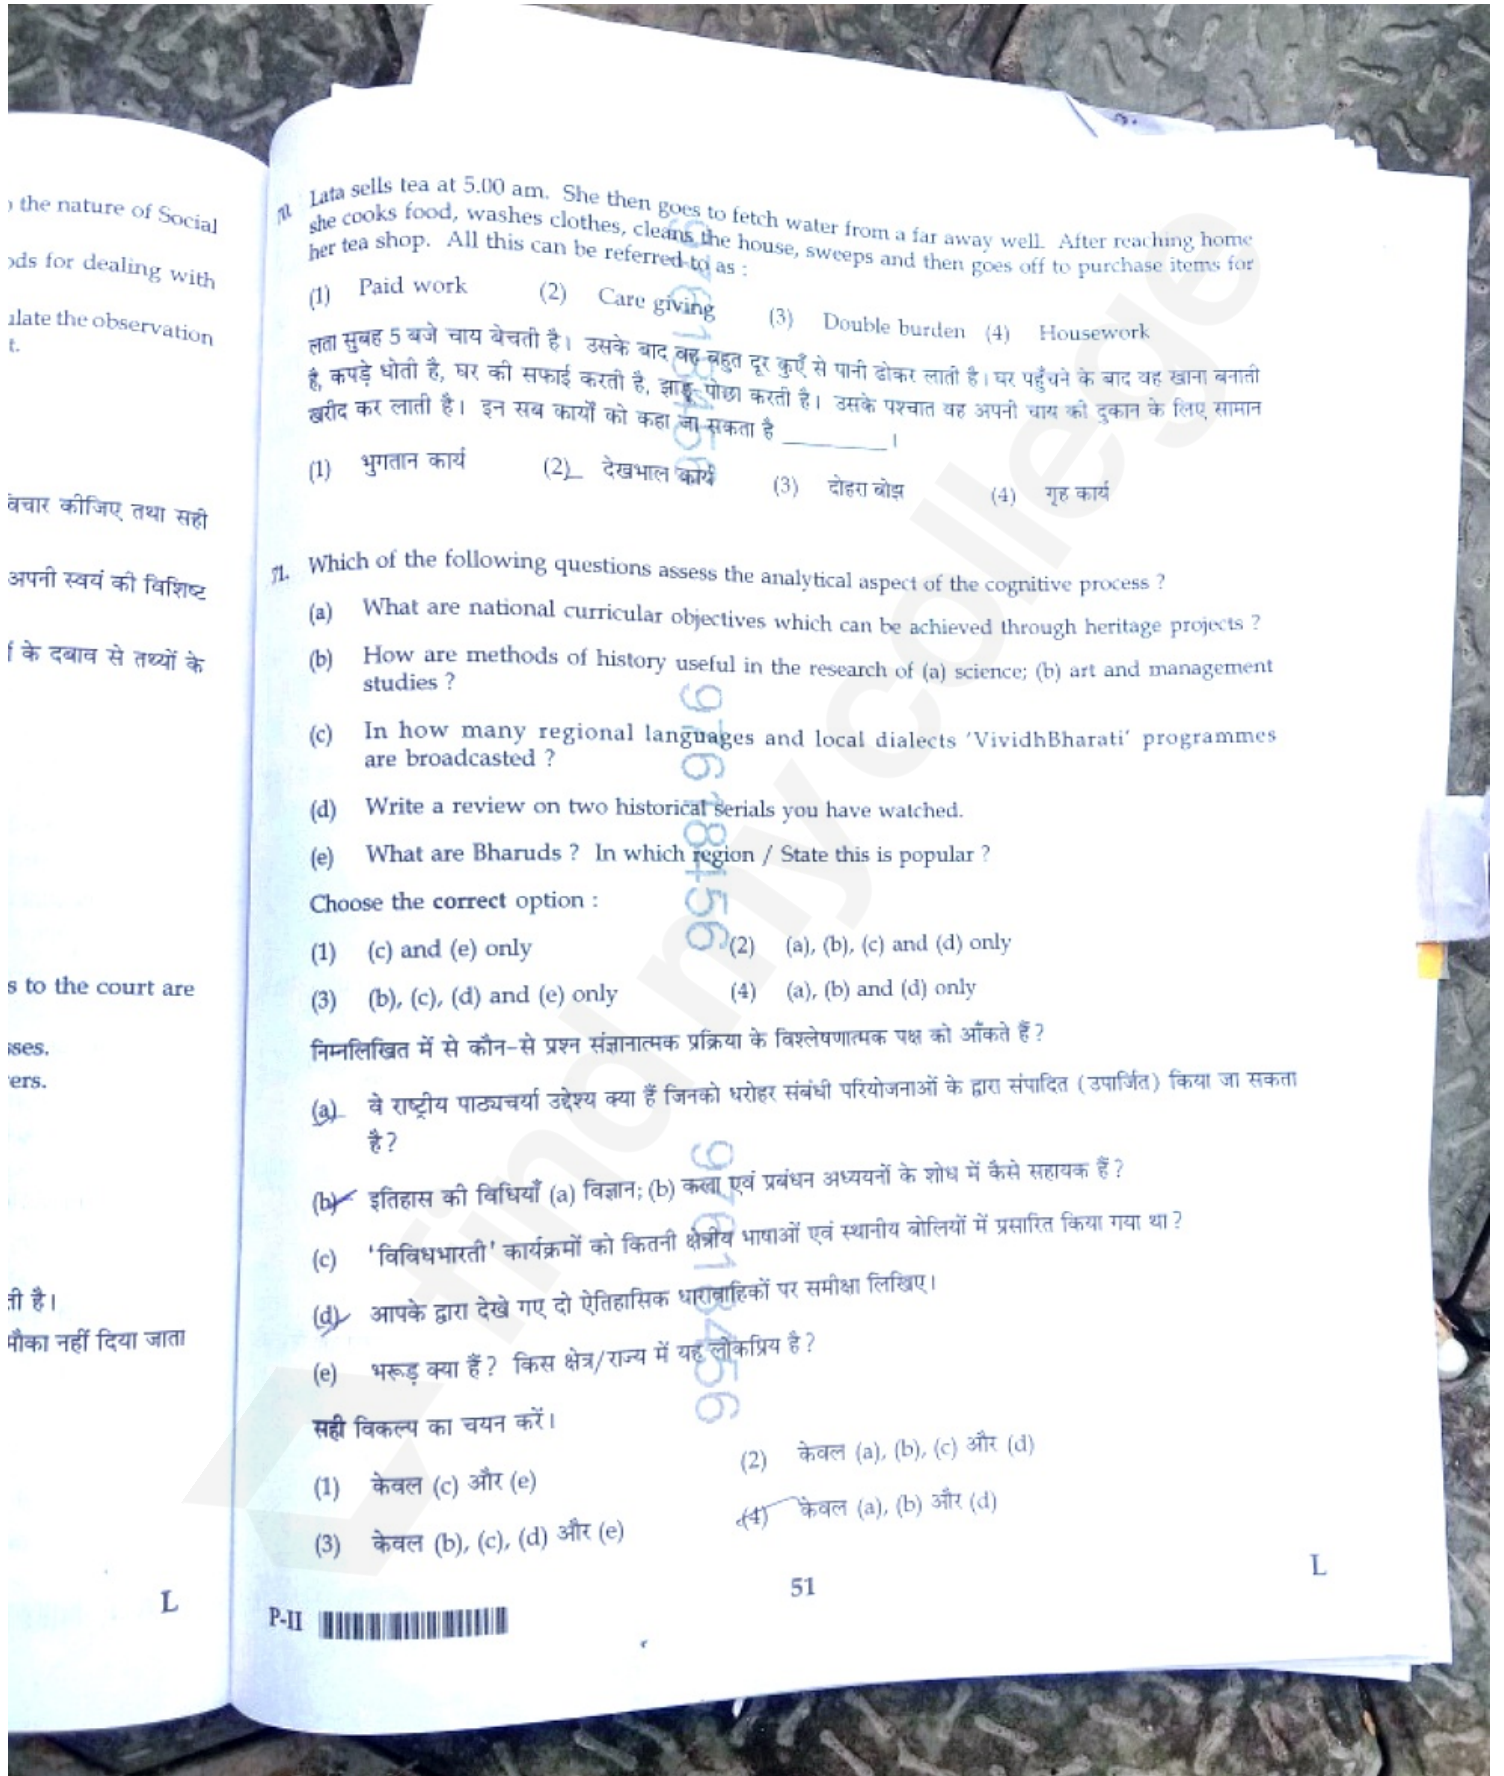 o the nature of Social
ods for dealing with
ulate the observation
t.
वचार कीजिए तथा सही
अपनी स्वयं की विशिष्ट
के दबाव से तथ्यों के
s to the court are
sses.
ers.
ती है।
मौका नहीं दिया जाता
L
70. Lata sells tea at 5.00 am. She then goes to fetch water from a far away well. After reaching home
she cooks food, washes clothes, cleans the house, sweeps and then goes off to purchase items for
her tea shop. All this can be referred to as :
(1) Paid work (2) Care giving (3) Double burden (4) Housework
लता सुबह 5 बजे चाय बेचती है। उसके बाद वह बहुत दूर कुएँ से पानी ढोकर लाती है। घर पहुँचने के बाद वह खाना बनाती
है, कपड़े धोती है, घर की सफाई करती है, झाड़ू-पोछा करती है। उसके पश्चात वह अपनी चाय की दुकान के लिए सामान
खरीद कर लाती है। इन सब कार्यों को कहा जा सकता है ________।
(1) भुगतान कार्य (2) देखभाल कार्य (3) दोहरा बोझ (4) गृह कार्य
71. Which of the following questions assess the analytical aspect of the cognitive process ?
(a) What are national curricular objectives which can be achieved through heritage projects ?
(b) How are methods of history useful in the research of (a) science; (b) art and management
studies ?
(c) In how many regional languages and local dialects 'VividhBharati' programmes
are broadcasted ?
(d) Write a review on two historical serials you have watched.
(e) What are Bharuds ? In which region / State this is popular ?
Choose the correct option :
(1) (c) and (e) only (2) (a), (b), (c) and (d) only
(3) (b), (c), (d) and (e) only (4) (a), (b) and (d) only
निम्नलिखित में से कौन-से प्रश्न संज्ञानात्मक प्रक्रिया के विश्लेषणात्मक पक्ष को आँकते हैं ?
(a) वे राष्ट्रीय पाठ्यचर्या उद्देश्य क्या हैं जिनको धरोहर संबंधी परियोजनाओं के द्वारा संपादित (उपार्जित) किया जा सकता
है ?
(b) इतिहास की विधियाँ (a) विज्ञान; (b) कला एवं प्रबंधन अध्ययनों के शोध में कैसे सहायक हैं ?
(c) 'विविधभारती' कार्यक्रमों को कितनी क्षेत्रीय भाषाओं एवं स्थानीय बोलियों में प्रसारित किया गया था ?
(d) आपके द्वारा देखे गए दो ऐतिहासिक धारावाहिकों पर समीक्षा लिखिए।
(e) भरूड़ क्या हैं ? किस क्षेत्र/राज्य में यह लोकप्रिय है ?
सही विकल्प का चयन करें।
(1) केवल (c) और (e) (2) केवल (a), (b), (c) और (d)
(3) केवल (b), (c), (d) और (e) (4) केवल (a), (b) और (d)
P-II 51 L
976184456
976184456
976184456
find my college